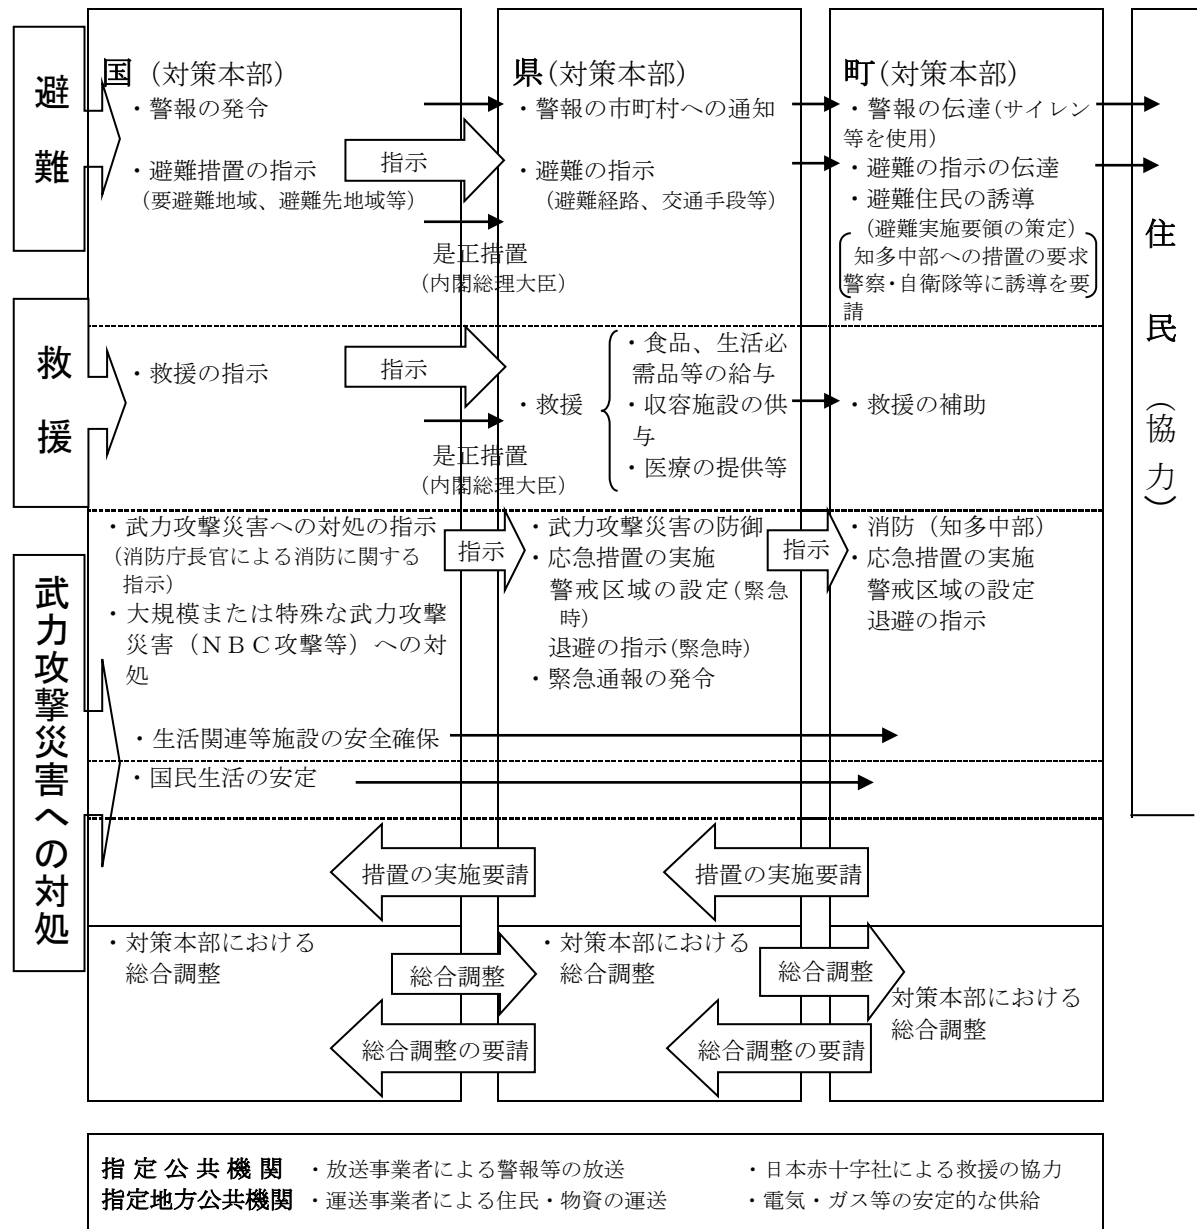 避難
国（対策本部）
・警報の発令
・避難措置の指示
（要避難地域、避難先地域等）
指示
是正措置
（内閣総理大臣）
県（対策本部）
・警報の市町村への通知
・避難の指示
（避難経路、交通手段等）
町（対策本部）
・警報の伝達（サイレン
等を使用）
・避難の指示の伝達
・避難住民の誘導
（避難実施要領の策定）
知多中部への措置の要求
警察・自衛隊等に誘導を要
請
住民（協力）
救援
・救援の指示
指示
是正措置
（内閣総理大臣）
・救援
・食品、生活必
需品等の給与
・収容施設の供
与
・医療の提供等
・救援の補助
武力攻撃災害への対処
・武力攻撃災害への対処の指示
（消防庁長官による消防に関する
指示）
・大規模または特殊な武力攻撃
災害（ＮＢＣ攻撃等）への対
処
指示
・武力攻撃災害の防御
・応急措置の実施
警戒区域の設定（緊急
時）
退避の指示（緊急時）
・緊急通報の発令
指示
・消防（知多中部）
・応急措置の実施
警戒区域の設定
退避の指示
・生活関連等施設の安全確保
・国民生活の安定
措置の実施要請
措置の実施要請
・対策本部における
総合調整
総合調整
・対策本部における
総合調整
総合調整
対策本部における
総合調整
総合調整の要請
総合調整の要請
指定公共機関　・放送事業者による警報等の放送　・日本赤十字社による救援の協力
指定地方公共機関　・運送事業者による住民・物資の運送　・電気・ガス等の安定的な供給